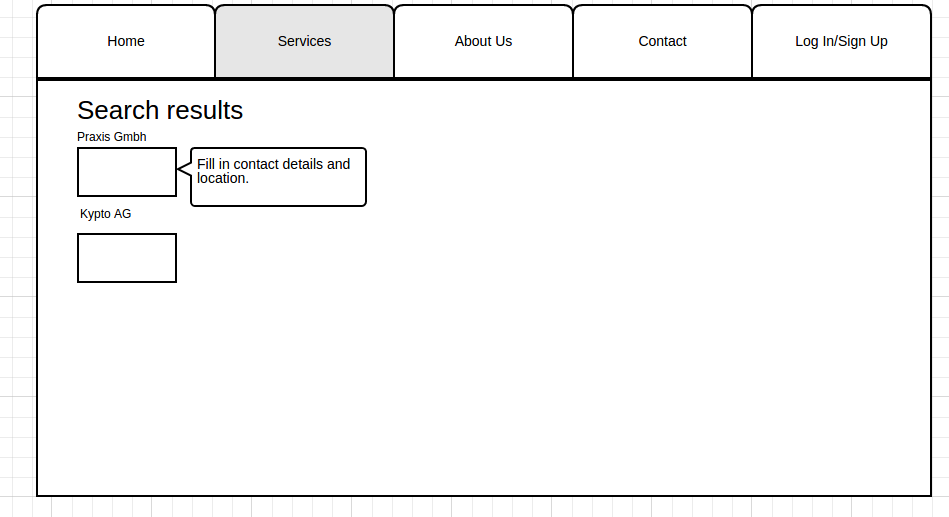 Home
Services
About Us
Contact
Log In/Sign Up
Search results
Praxis Gmbh
Fill in contact details and
location.
Kypto AG